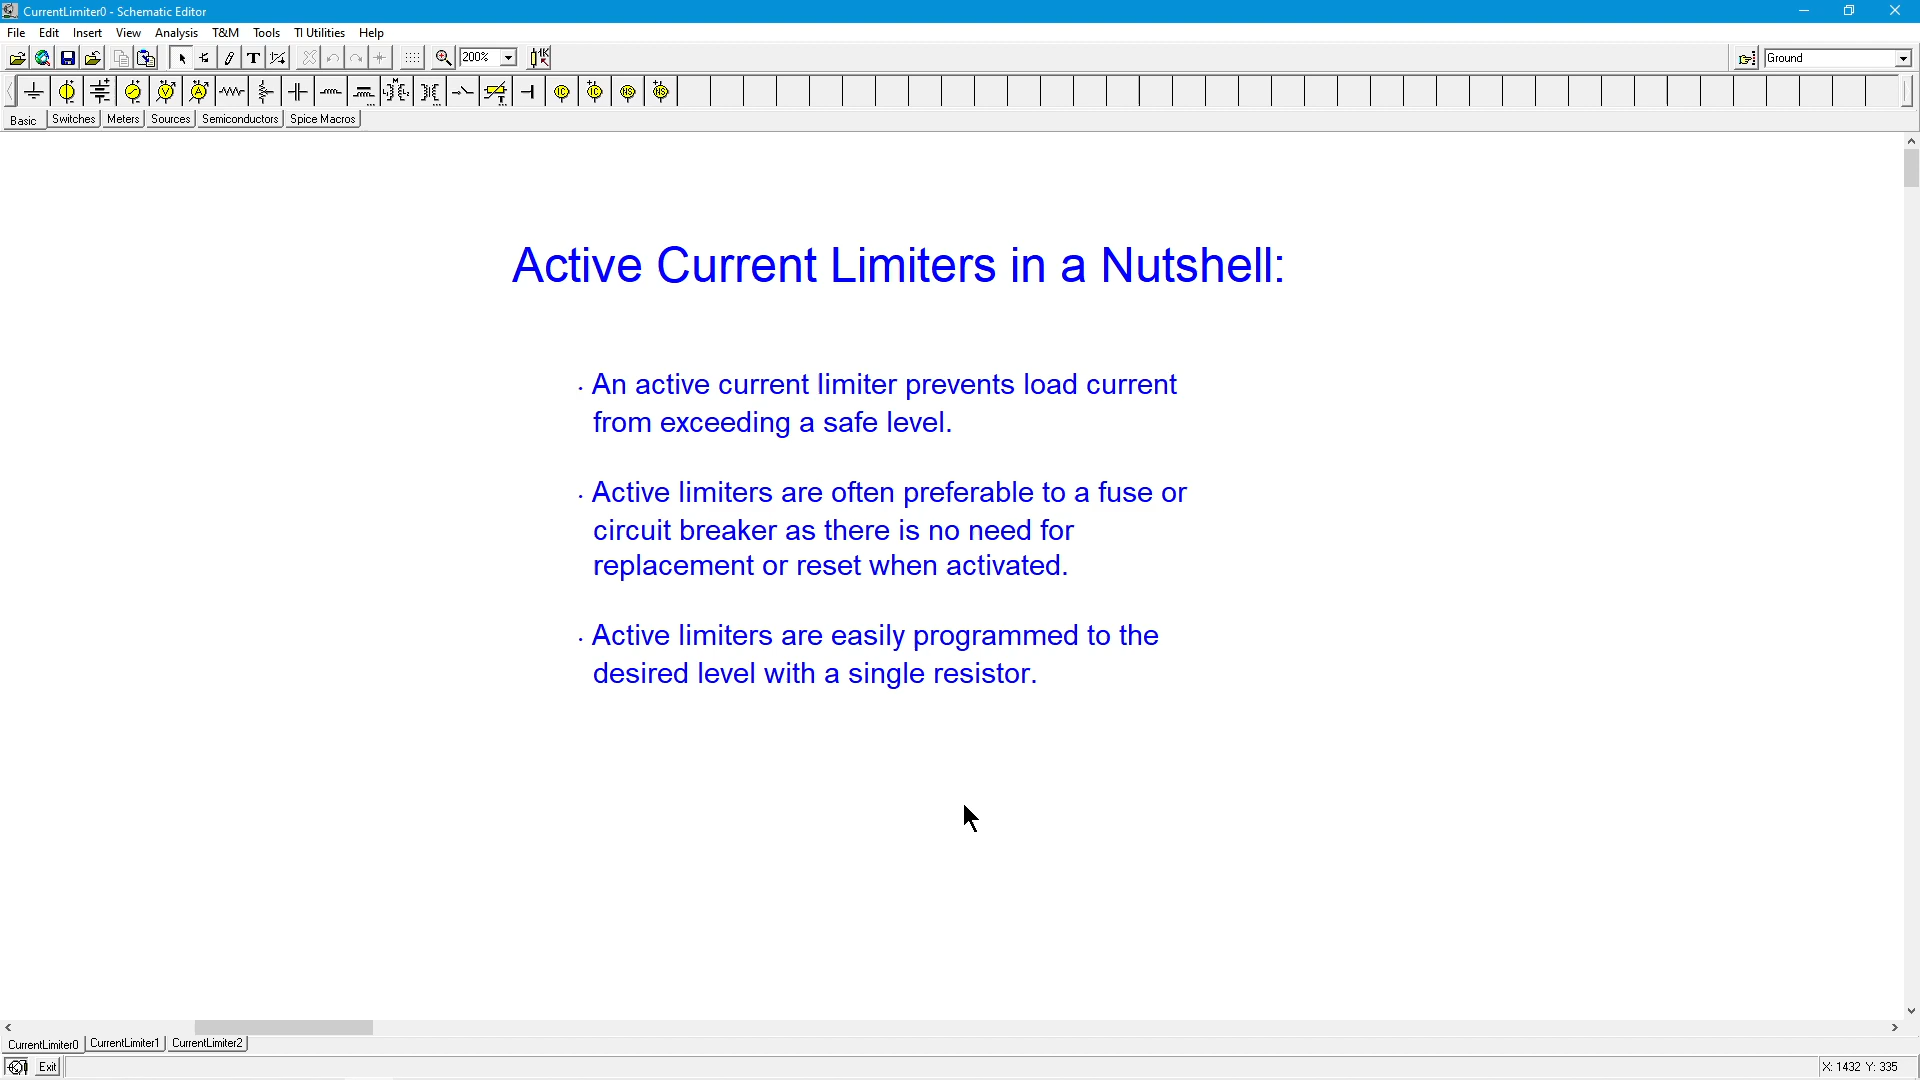 CurrentLimiter0 - Schematic Editor
File Edit Insert View Analysis T&M Tools TI Utilities Help
200% 1K Ground
Basic Switches Meters Sources Semiconductors Spice Macros
Active Current Limiters in a Nutshell:
· An active current limiter prevents load current
from exceeding a safe level.
· Active limiters are often preferable to a fuse or
circuit breaker as there is no need for
replacement or reset when activated.
· Active limiters are easily programmed to the
desired level with a single resistor.
CurrentLimiter0 CurrentLimiter1 CurrentLimiter2
Exit X: 1432 Y: 335